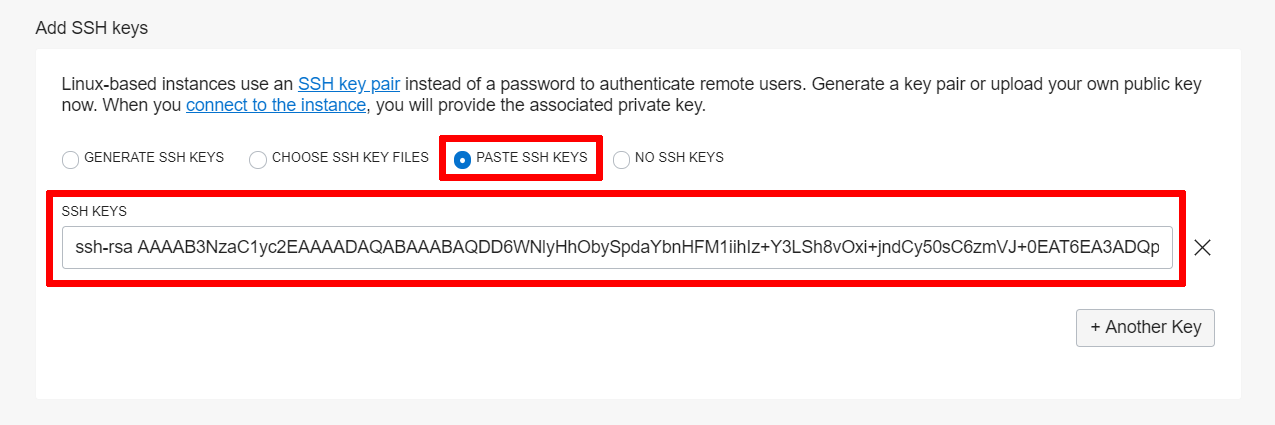 Add SSH keys
Linux-based instances use an SSH key pair instead of a password to authenticate remote users. Generate a key pair or upload your own public key
now. When you connect to the instance, you will provide the associated private key.
GENERATE SSH KEYS CHOOSE SSH KEY FILES PASTE SSH KEYS NO SSH KEYS
SSH KEYS
ssh-rsa AAAAB3NzaC1yc2EAAAADAQABAAABAQDD6WNlyHhObySpdaYbnHFM1iihIz+Y3LSh8vOxi+jndCy50sC6zmVJ+0EAT6EA3ADQp
+ Another Key